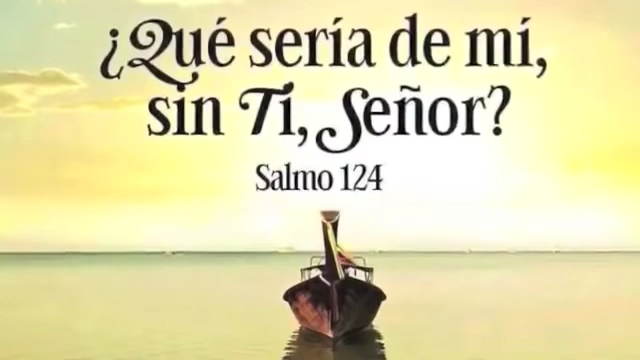 ¿Qué sería de mí,
sin Ti, Señor?
Salmo 124